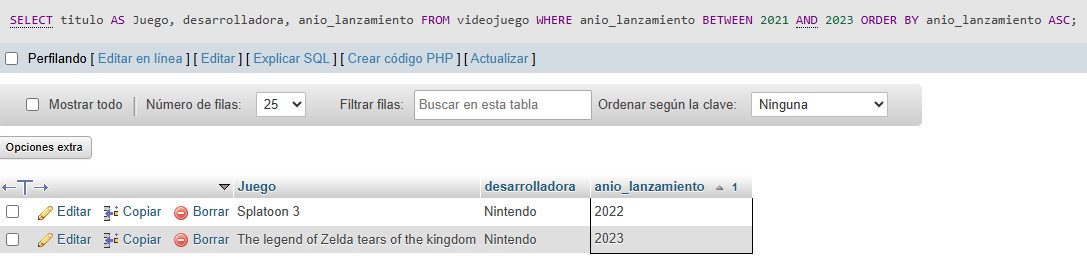 SELECT titulo AS Juego, desarrolladora, anio_lanzamiento FROM videojuego WHERE anio_lanzamiento BETWEEN 2021 AND 2023 ORDER BY anio_lanzamiento ASC;
Perfilando [ Editar en línea ] [ Editar ] [ Explicar SQL ] [ Crear código PHP ] [ Actualizar ]
Mostrar todo Número de filas: 25 Filtrar filas: Buscar en esta tabla Ordenar según la clave: Ninguna
Opciones extra
←T→ Juego desarrolladora anio_lanzamiento 1
Editar Copiar Borrar Splatoon 3 Nintendo 2022
Editar Copiar Borrar The legend of Zelda tears of the kingdom Nintendo 2023